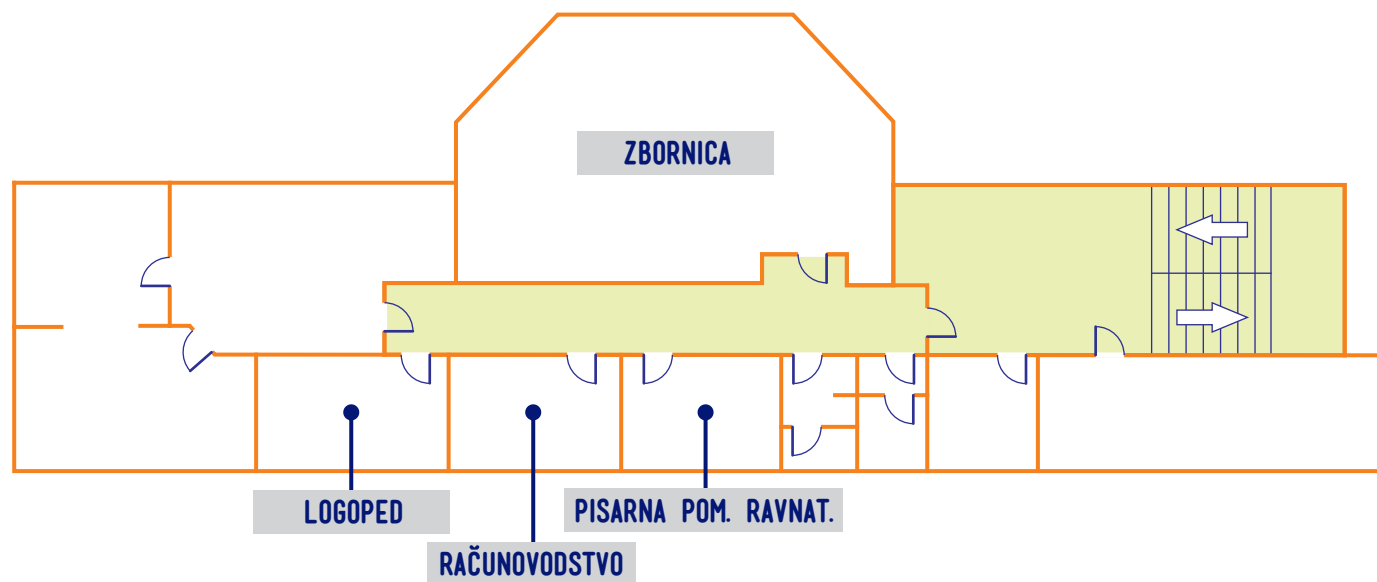 ZBORNICA
LOGOPED
PISARNA POM. RAVNAT.
RAČUNOVODSTVO